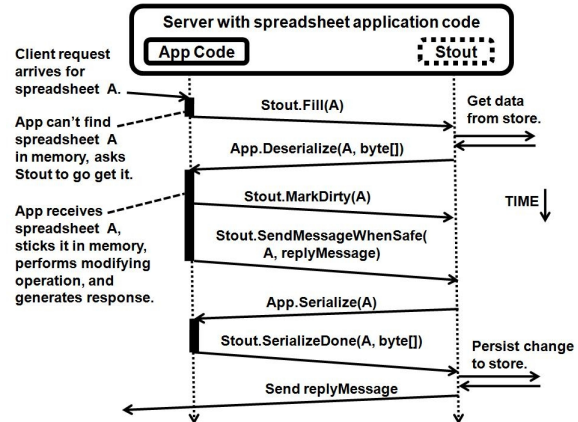 Server with spreadsheet application code
App Code
Stout
Client request
arrives for
spreadsheet A.
Stout.Fill(A)
Get data
from store.
App can't find
spreadsheet A
in memory, asks
Stout to go get it.
App.Deserialize(A, byte[])
App receives
spreadsheet A,
sticks it in memory,
performs modifying
operation, and
generates response.
Stout.MarkDirty(A)
TIME
Stout.SendMessageWhenSafe(
A, replyMessage)
App.Serialize(A)
Stout.SerializeDone(A, byte[])
Persist change
to store.
Send replyMessage